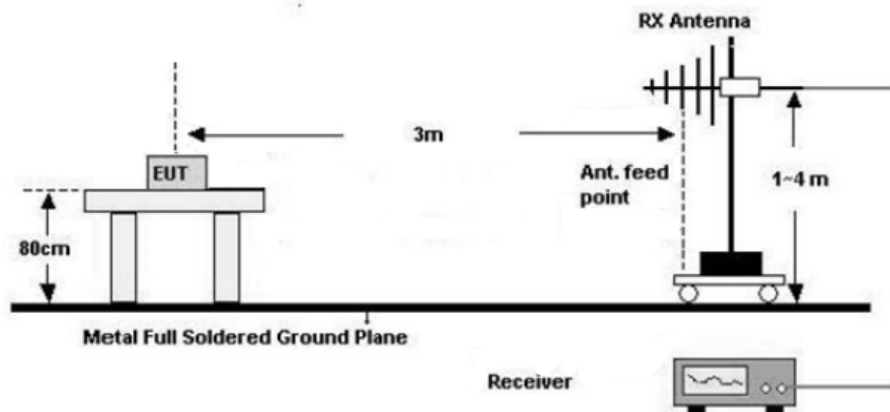 RX Antenna
3m
EUT
Ant. feed
point
1~4 m
80cm
Metal Full Soldered Ground Plane
Receiver